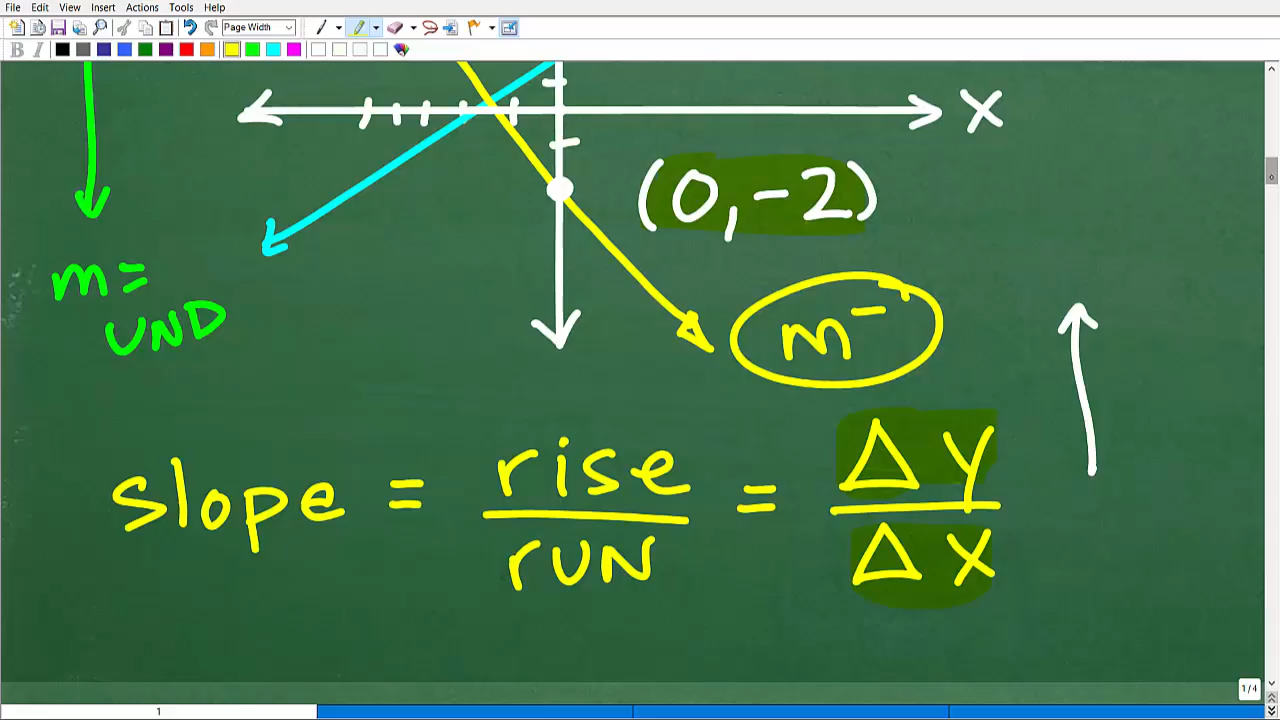 File Edit View Insert Actions Tools Help
Page Width
B I
X
(0, -2)
m =
UND
m⁻
slope = rise/RUN = Δy/Δx
1/4
1